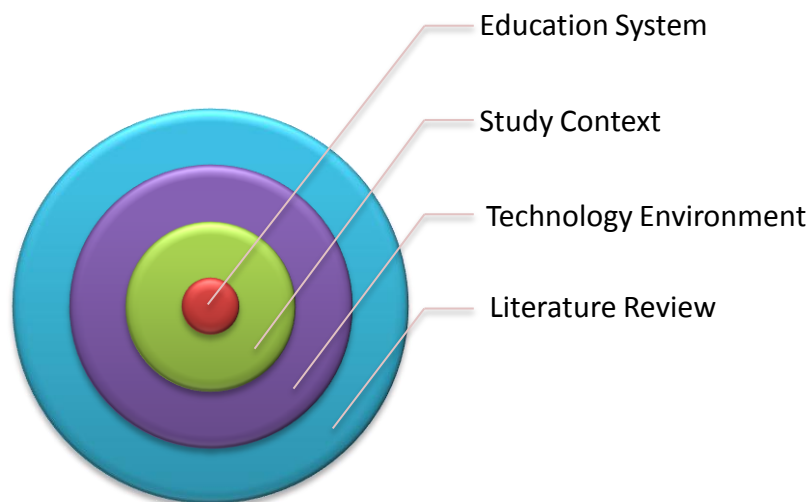 Education System
Study Context
Technology Environment
Literature Review